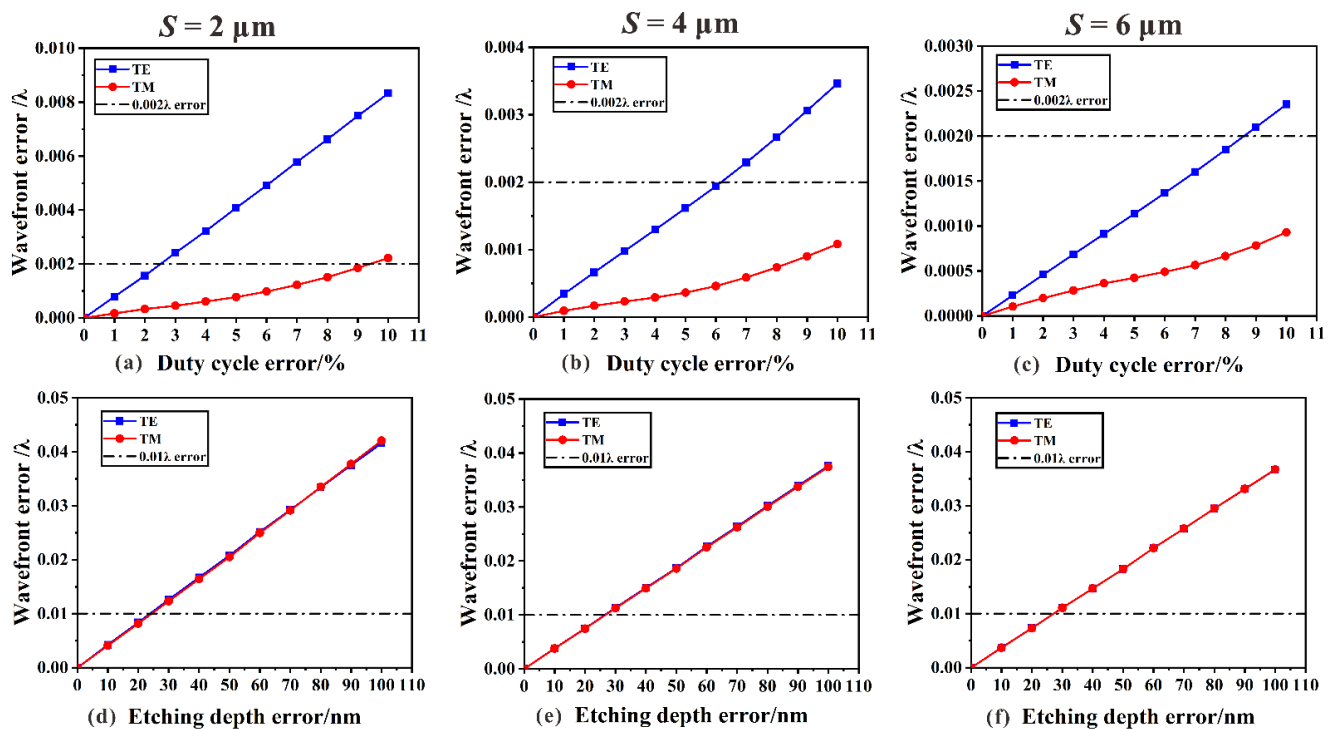 S = 2 μm
S = 4 μm
S = 6 μm
0.010
0.008
0.006
0.004
0.002
0.000
Wavefront error /λ
TE
TM
0.002λ error
0 1 2 3 4 5 6 7 8 9 10 11
(a) Duty cycle error/%
0.004
0.003
0.002
0.001
0.000
Wavefront error /λ
TE
TM
0.002λ error
0 1 2 3 4 5 6 7 8 9 10 11
(b) Duty cycle error/%
0.0030
0.0025
0.0020
0.0015
0.0010
0.0005
0.0000
Wavefront error /λ
TE
TM
0.002λ error
0 1 2 3 4 5 6 7 8 9 10 11
(c) Duty cycle error/%
0.05
0.04
0.03
0.02
0.01
0.00
Wavefront error /λ
TE
TM
0.01λ error
0 10 20 30 40 50 60 70 80 90 100 110
(d) Etching depth error/nm
0.05
0.04
0.03
0.02
0.01
0.00
Wavefront error /λ
TE
TM
0.01λ error
0 10 20 30 40 50 60 70 80 90 100 110
(e) Etching depth error/nm
0.05
0.04
0.03
0.02
0.01
0.00
Wavefront error /λ
TE
TM
0.01λ error
0 10 20 30 40 50 60 70 80 90 100 110
(f) Etching depth error/nm